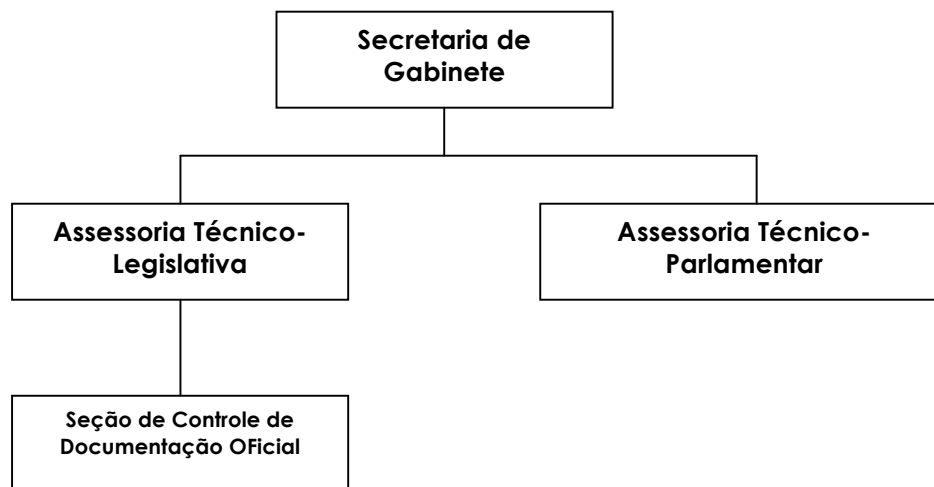 Secretaria de
Gabinete
Assessoria Técnico-
Legislativa
Assessoria Técnico-
Parlamentar
Seção de Controle de
Documentação OFicial